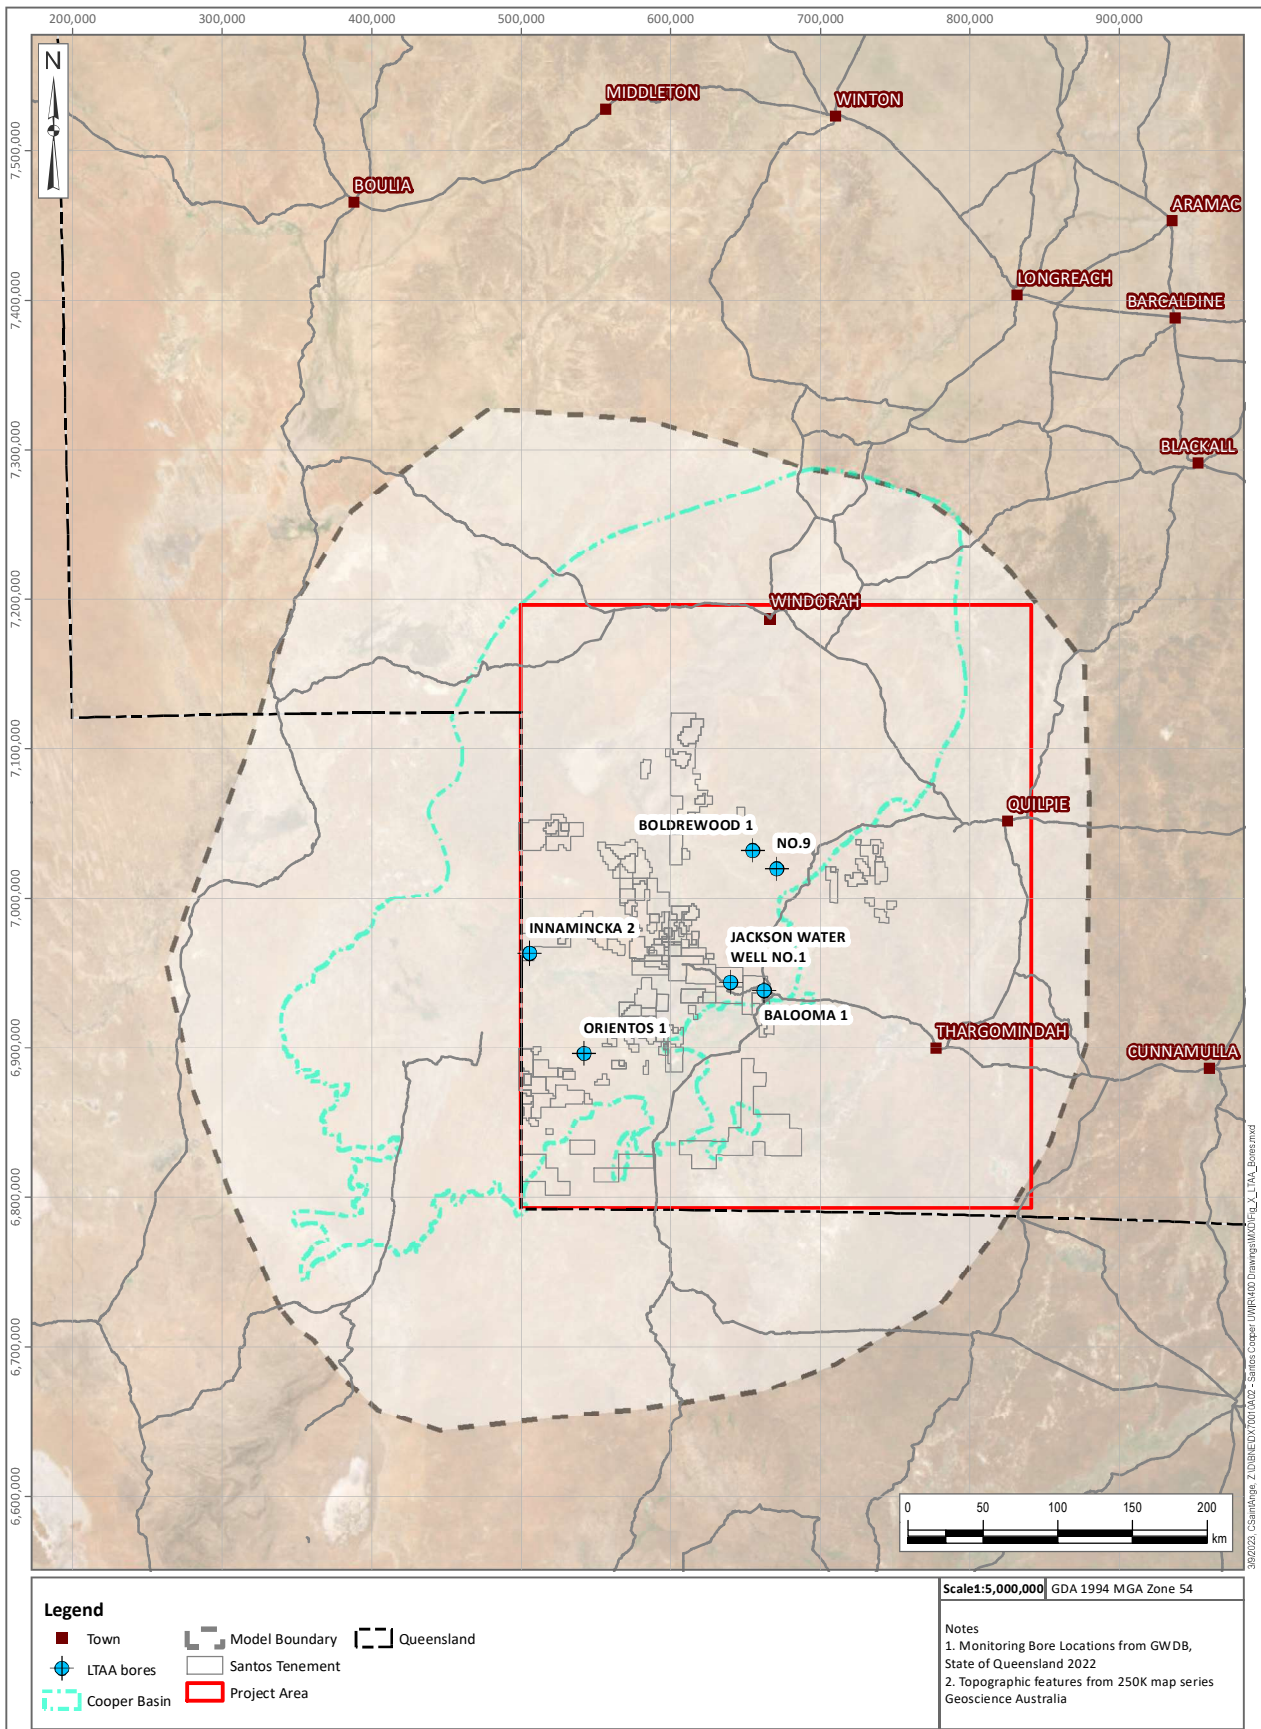 200,000
300,000
400,000
500,000
600,000
700,000
800,000
900,000
N
7,500,000
7,400,000
7,300,000
7,200,000
7,100,000
7,000,000
6,900,000
6,800,000
6,700,000
6,600,000
MIDDLETON
WINTON
BOULIA
ARAMAC
LONGREACH
BARCALDINE
BLACKALL
WINDORAH
QUILPIE
BOLDREWOOD 1
NO.9
INNAMINCKA 2
JACKSON WATER
WELL NO.1
BALOOMA 1
ORIENTOS 1
THARGOMINDAH
CUNNAMULLA
0
50
100
150
200
km
Legend
Town
LTAA bores
Cooper Basin
Model Boundary
Santos Tenement
Project Area
Queensland
Scale1:5,000,000
GDA 1994 MGA Zone 54
Notes
1. Monitoring Bore Locations from GWDB,
State of Queensland 2022
2. Topographic features from 250K map series
Geoscience Australia